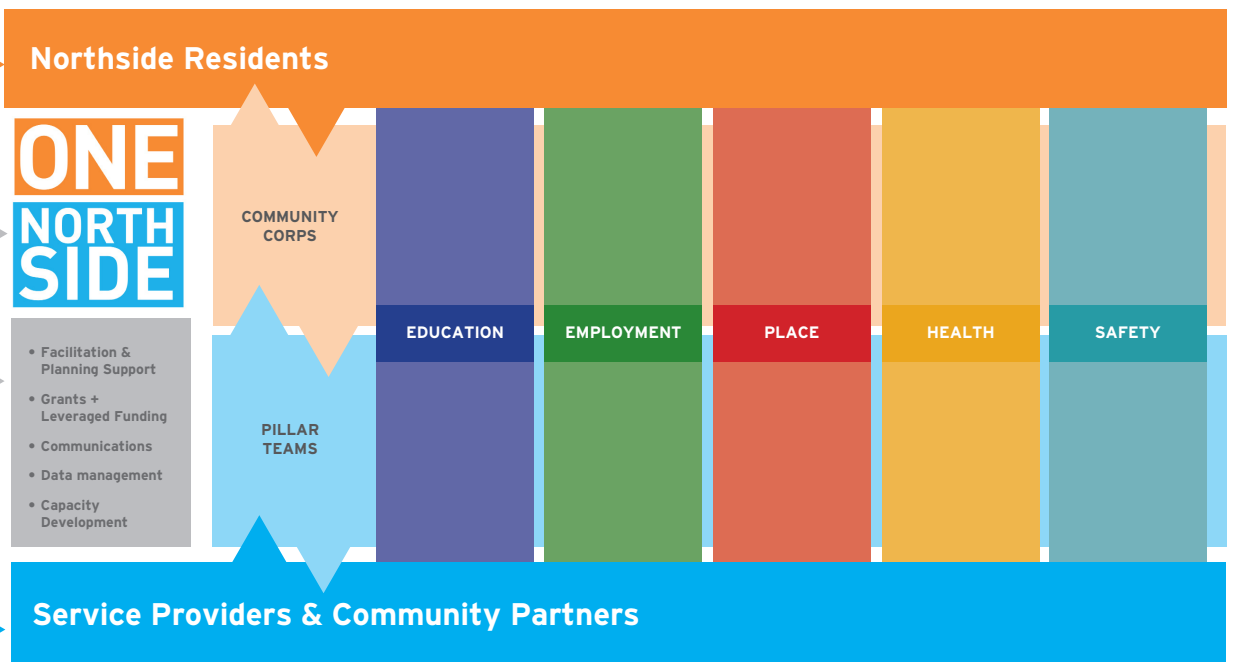 Northside Residents
ONE
NORTH
SIDE
• Facilitation &
Planning Support
• Grants +
Leveraged Funding
• Communications
• Data management
• Capacity
Development
COMMUNITY
CORPS
PILLAR
TEAMS
EDUCATION
EMPLOYMENT
PLACE
HEALTH
SAFETY
Service Providers & Community Partners